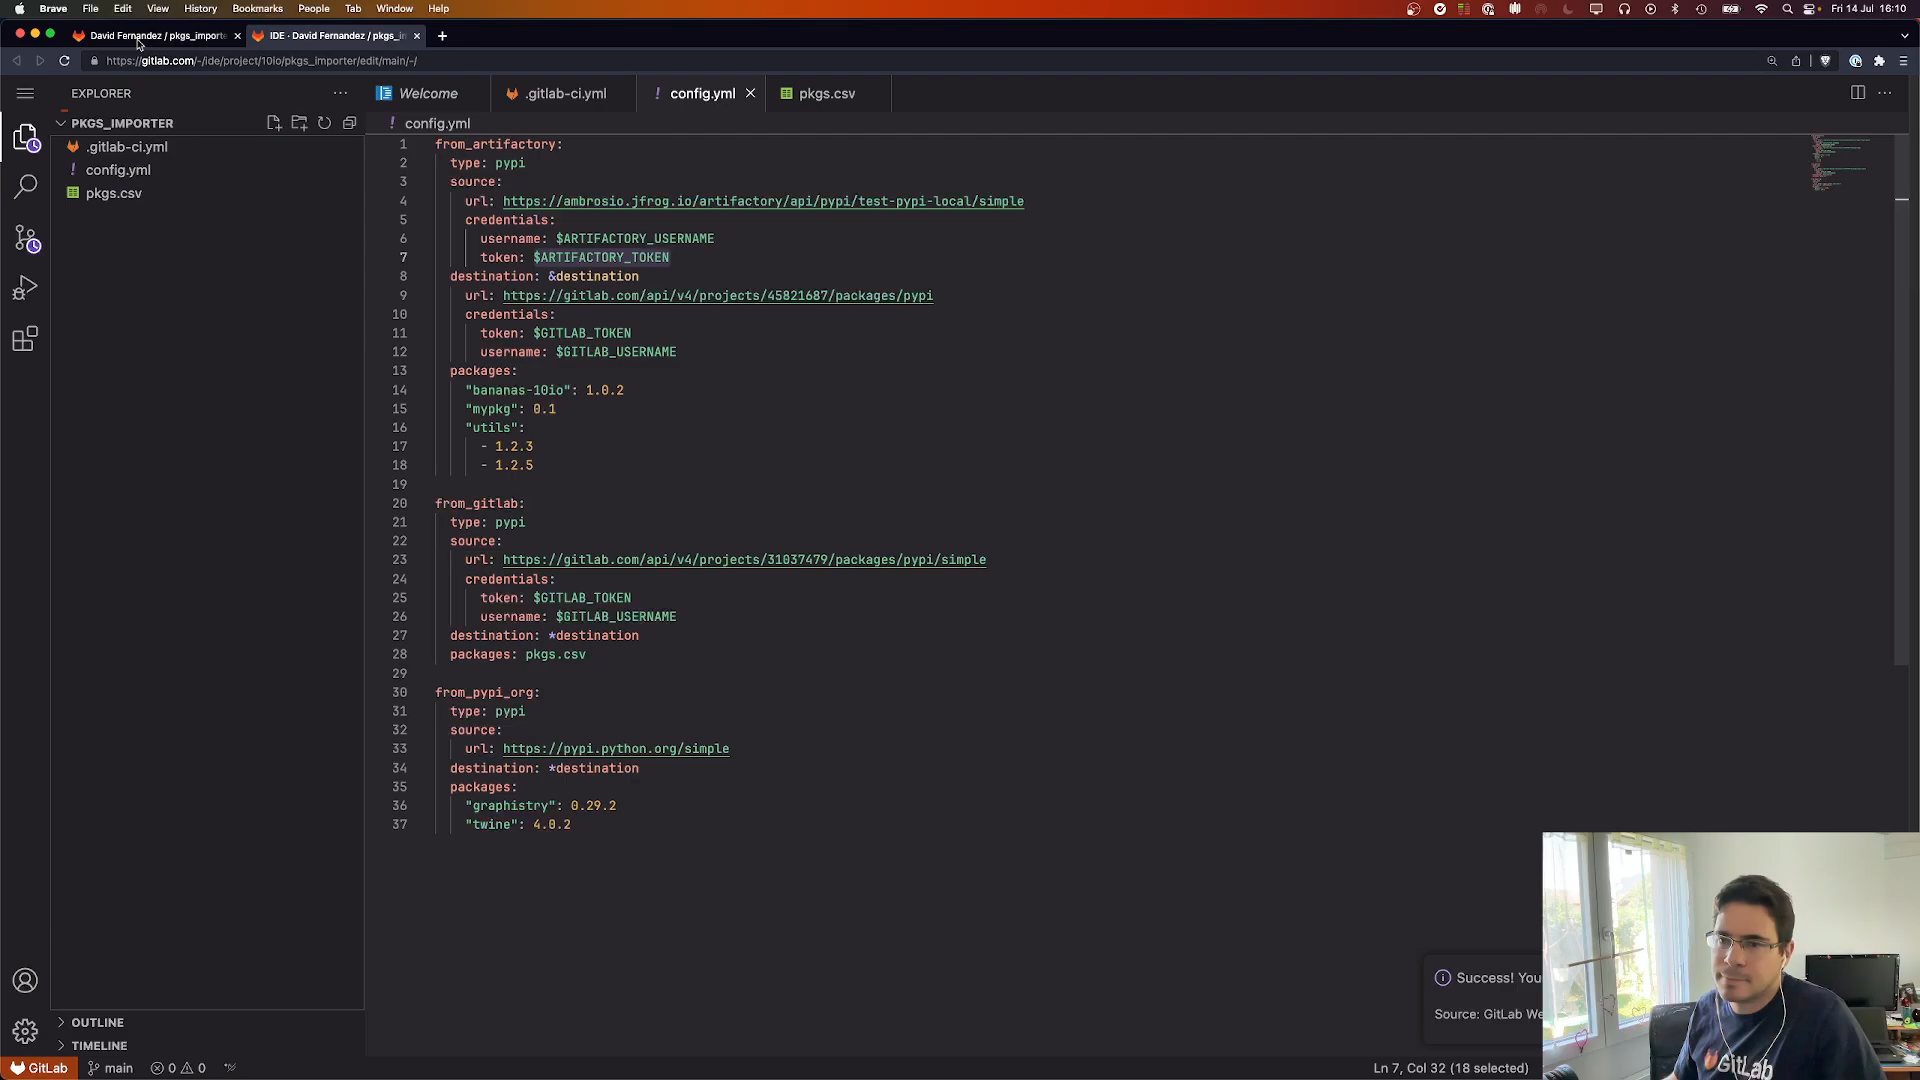 Brave File Edit View History Bookmarks People Tab Window Help Fri 14 Jul 16:10
David Fernandez / pkgs_importe IDE · David Fernandez / pkgs_i
https://gitlab.com/-/ide/project/10io/pkgs_importer/edit/main/-/
EXPLORER
Welcome .gitlab-ci.yml config.yml pkgs.csv
PKGS_IMPORTER
config.yml
.gitlab-ci.yml
config.yml
pkgs.csv
1 from_artifactory:
2 type: pypi
3 source:
4 url: https://ambrosio.jfrog.io/artifactory/api/pypi/test-pypi-local/simple
5 credentials:
6 username: $ARTIFACTORY_USERNAME
7 token: $ARTIFACTORY_TOKEN
8 destination: &destination
9 url: https://gitlab.com/api/v4/projects/45821687/packages/pypi
10 credentials:
11 token: $GITLAB_TOKEN
12 username: $GITLAB_USERNAME
13 packages:
14 "bananas-10io": 1.0.2
15 "mypkg": 0.1
16 "utils":
17 - 1.2.3
18 - 1.2.5
19
20 from_gitlab:
21 type: pypi
22 source:
23 url: https://gitlab.com/api/v4/projects/31037479/packages/pypi/simple
24 credentials:
25 token: $GITLAB_TOKEN
26 username: $GITLAB_USERNAME
27 destination: *destination
28 packages: pkgs.csv
29
30 from_pypi_org:
31 type: pypi
32 source:
33 url: https://pypi.python.org/simple
34 destination: *destination
35 packages:
36 "graphistry": 0.29.2
37 "twine": 4.0.2
Success! You
Source: GitLab We
OUTLINE
TIMELINE
GitLab main 0 0 Ln 7, Col 32 (18 selected)
GitLab